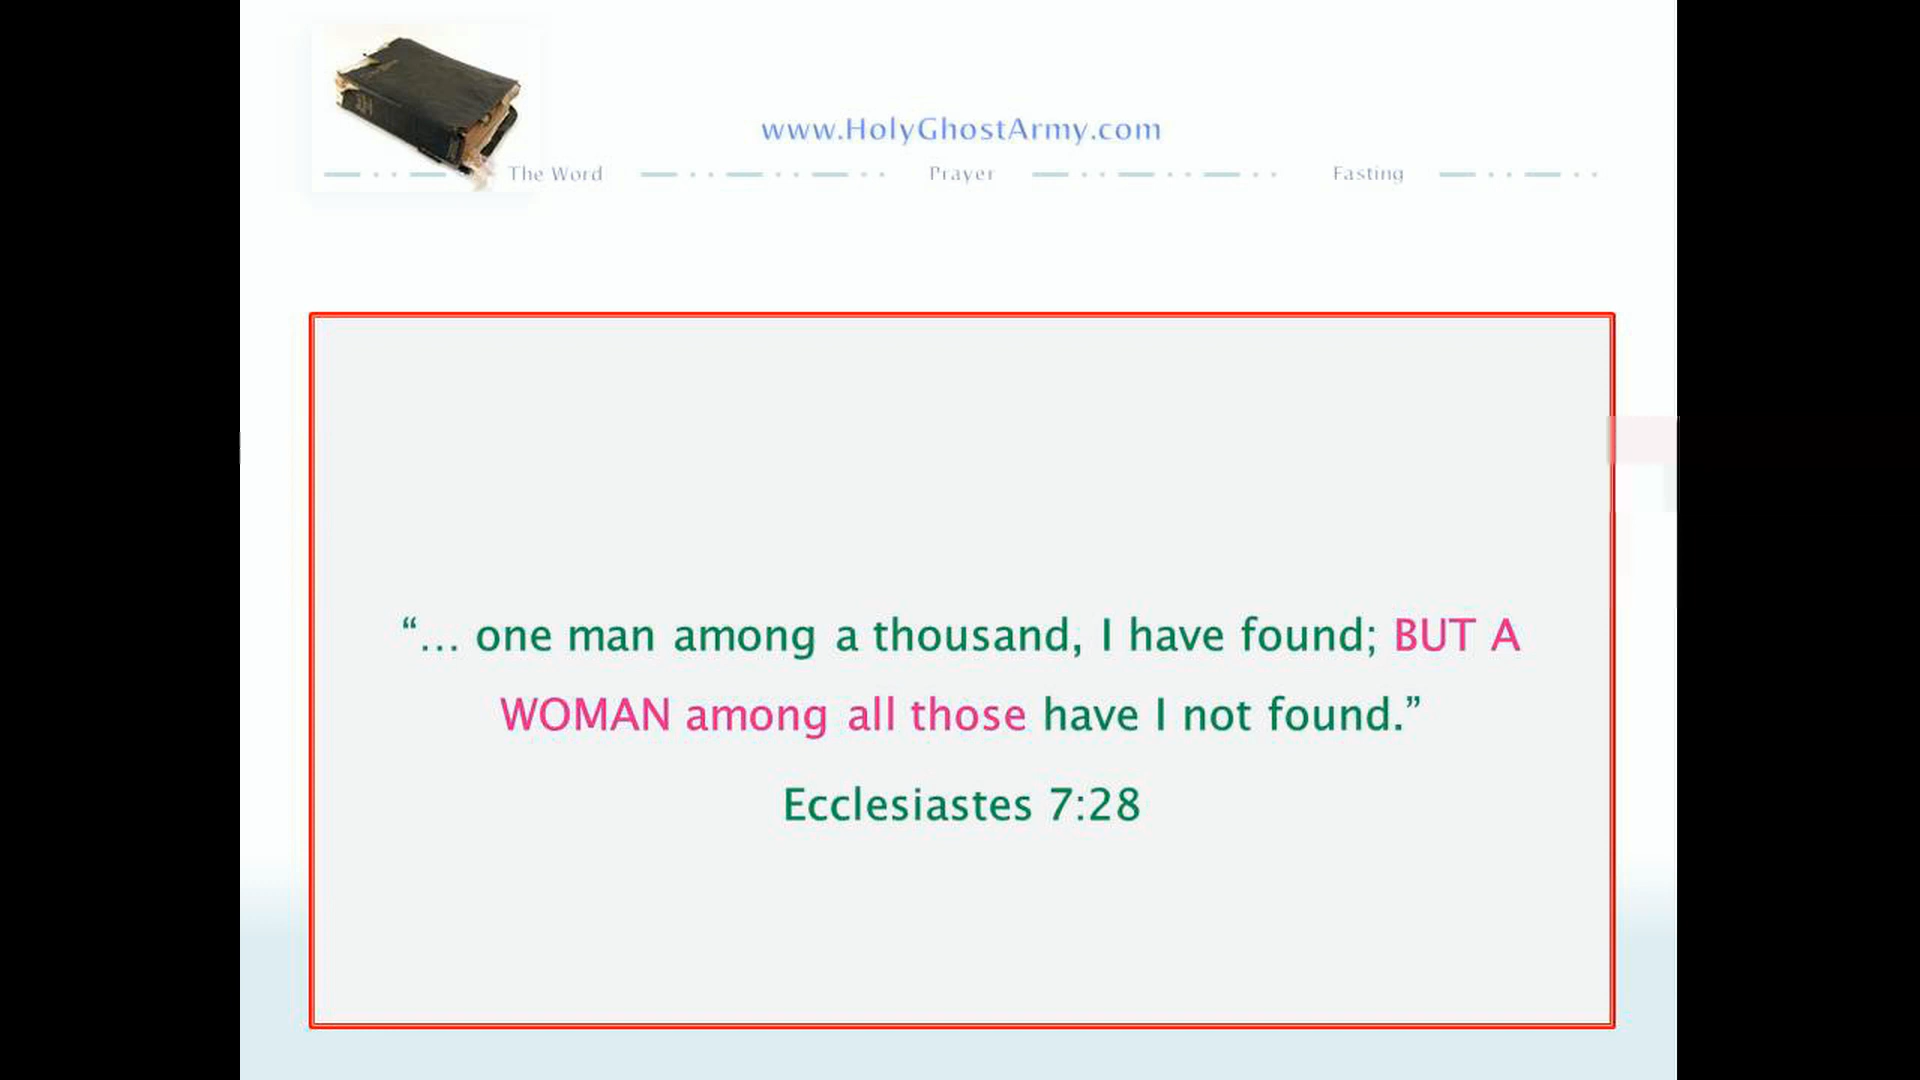 www.HolyGhostArmy.com
The Word Prayer Fasting
“... one man among a thousand, I have found; BUT A
WOMAN among all those have I not found.”
Ecclesiastes 7:28